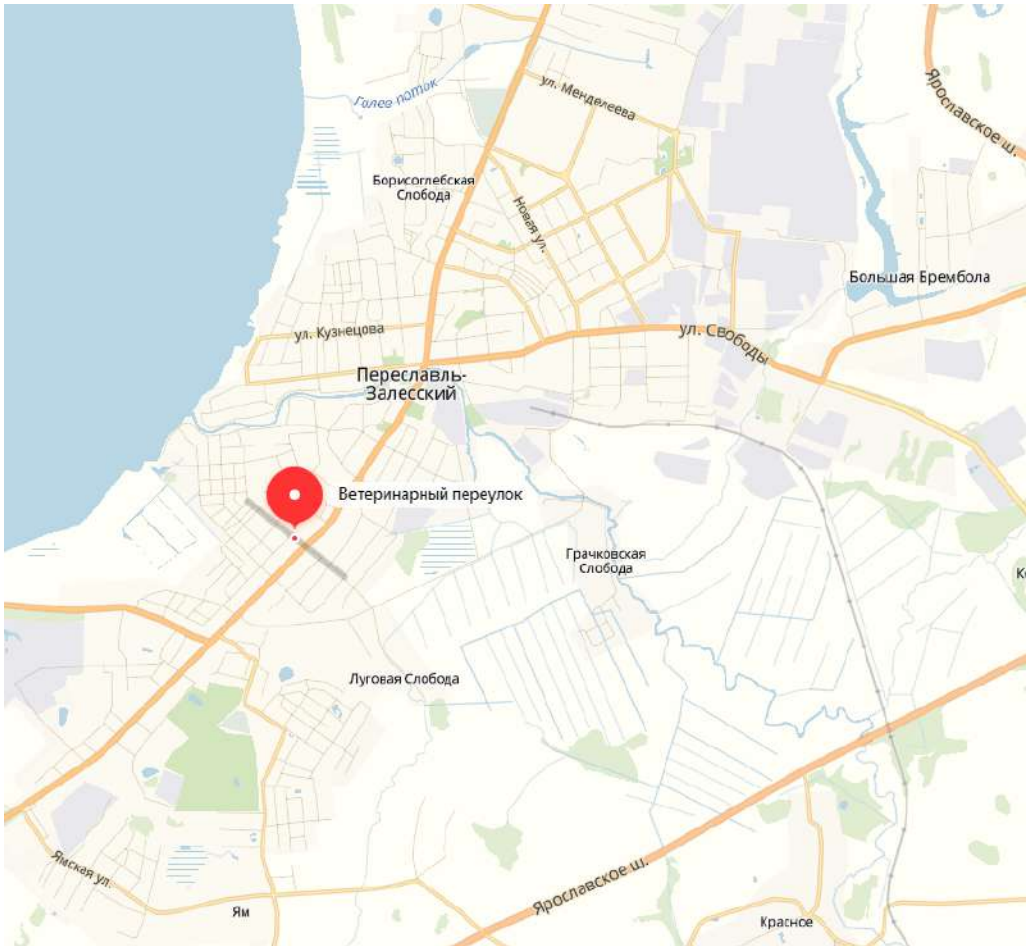 Галев поток
ул. Менделеева
Ярославское ш.
Борисоглебская
Слобода
Новая ул.
Большая Брембола
ул. Кузнецова
ул. Свободы
Переславль-
Залесский
Ветеринарный переулок
Грачковская
Слобода
Луговая Слобода
Ямская ул.
Ям
Ярославское ш.
Красное